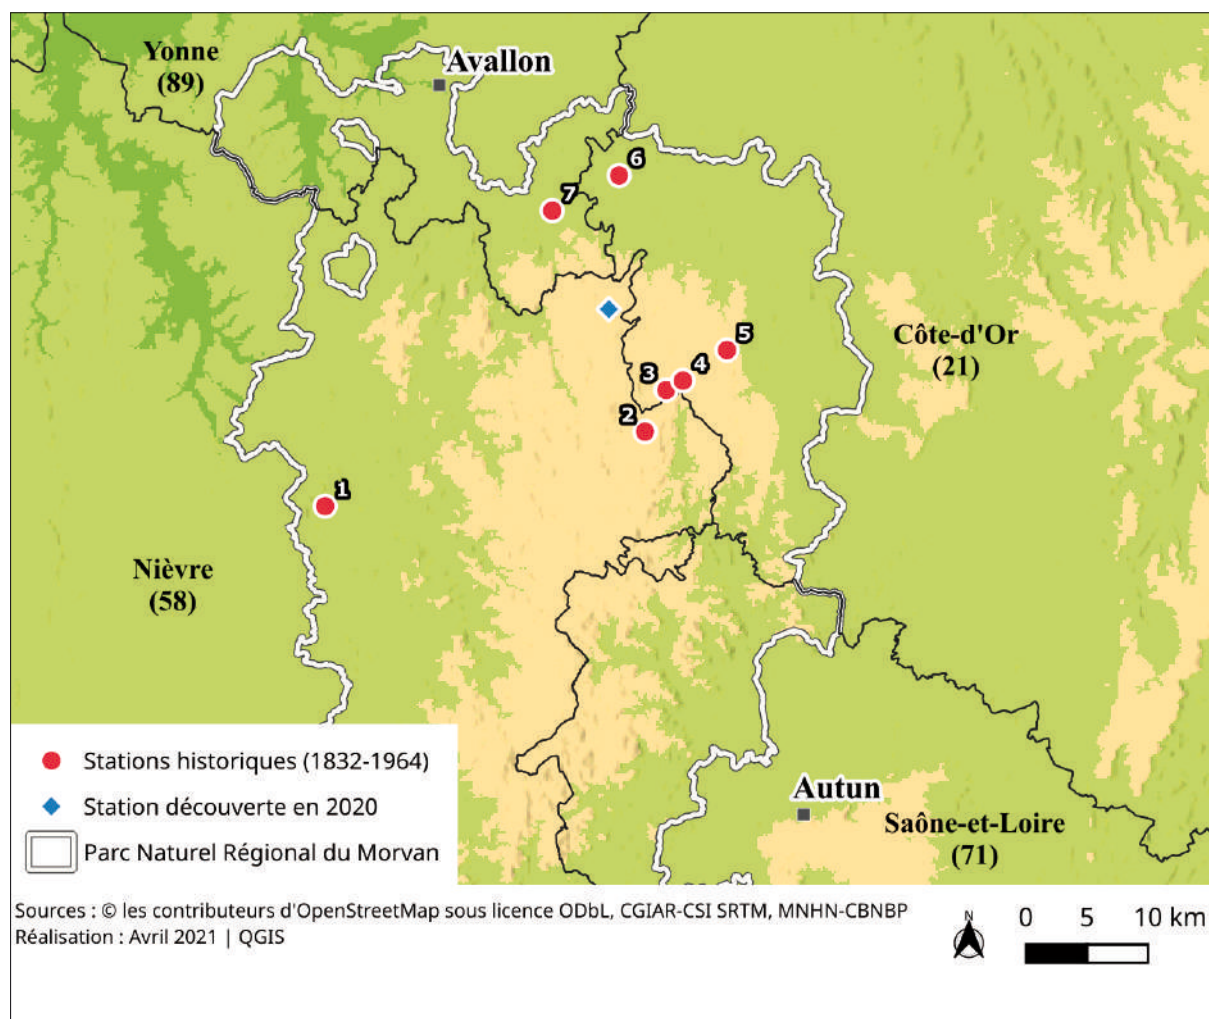 Yonne
(89)
Avallon
6
7
5
Côte-d'Or
(21)
4
3
2
1
Nièvre
(58)
Stations historiques (1832-1964)
Station découverte en 2020
Parc Naturel Régional du Morvan
Autun
Saône-et-Loire
(71)
Sources : © les contributeurs d'OpenStreetMap sous licence ODbL, CGIAR-CSI SRTM, MNHN-CBNBP
Réalisation : Avril 2021 | QGIS
N
0 5 10 km